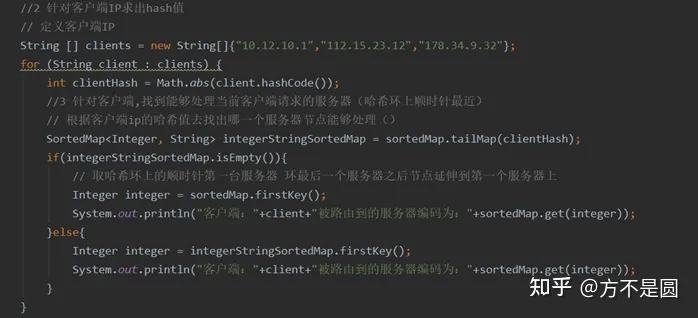 //2 针对客户端IP求出hash值
// 定义客户端IP
String [] clients = new String[]{"10.12.10.1","112.15.23.12","178.34.9.32"};
for (String client : clients) {
int clientHash = Math.abs(client.hashCode());
//3 针对客户端,找到能够处理当前客户端请求的服务器（哈希环上顺时针最近）
// 根据客户端ip的哈希值去找出哪一个服务器节点能够处理（）
SortedMap<Integer, String> integerStringSortedMap = sortedMap.tailMap(clientHash);
if(integerStringSortedMap.isEmpty()){
// 取哈希环上的顺时针第一台服务器 环最后一个服务器之后节点延伸到第一个服务器上
Integer integer = sortedMap.firstKey();
System.out.println("客户端："+client+"被路由到的服务器编码为："+sortedMap.get(integer));
}else{
Integer integer = integerStringSortedMap.firstKey();
System.out.println("客户端："+client+"被路由到的服务器编码为："+sortedMap.get(integer));
}
}
知乎 @方不是圆